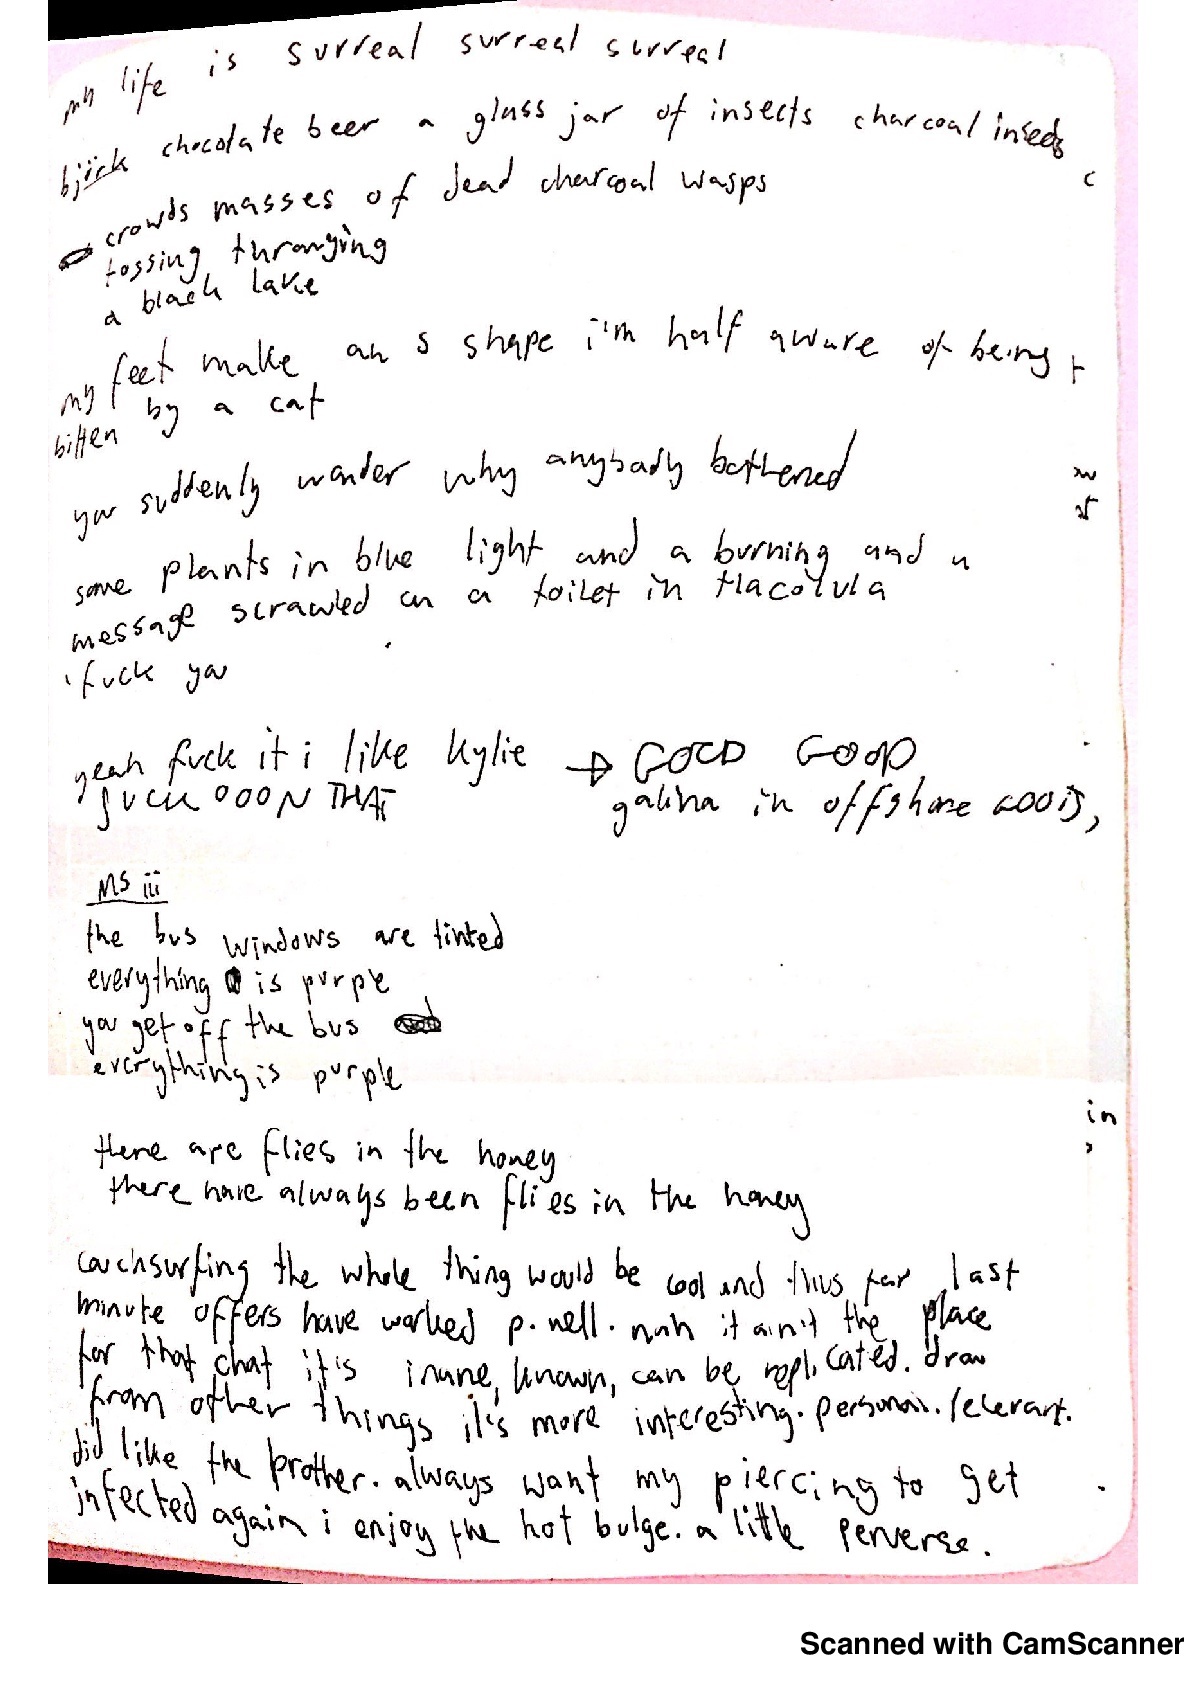 my life is surreal surreal surreal
björk chocolate beer a glass jar of insects charcoal insects
crowds masses of dead charcoal wasps
tossing thronging
a black lake
my feet make an s shape i'm half aware of being
bitten by a cat
you suddenly wonder why anybody bothered
some plants in blue light and a burning and a
message scrawled on a toilet in tlacolula
fuck you
yeah fuck it i like kylie → GOOD GOOD
FUCK OOON THAT
galina in offshore
MS iii
the bus windows are tinted
everything is purple
you get off the bus
everything is purple
there are flies in the honey
there have always been flies in the honey
couchsurfing the whole thing would be cool and thus far last
minute offers have worked p. well. nah it ain't the place
for that chat it's inane, known, can be replicated. draw
from other things it's more interesting. personal. relevant.
did like the brother. always want my piercing to get
infected again i enjoy the hot bulge. a little perverse.
in
Scanned with CamScanner